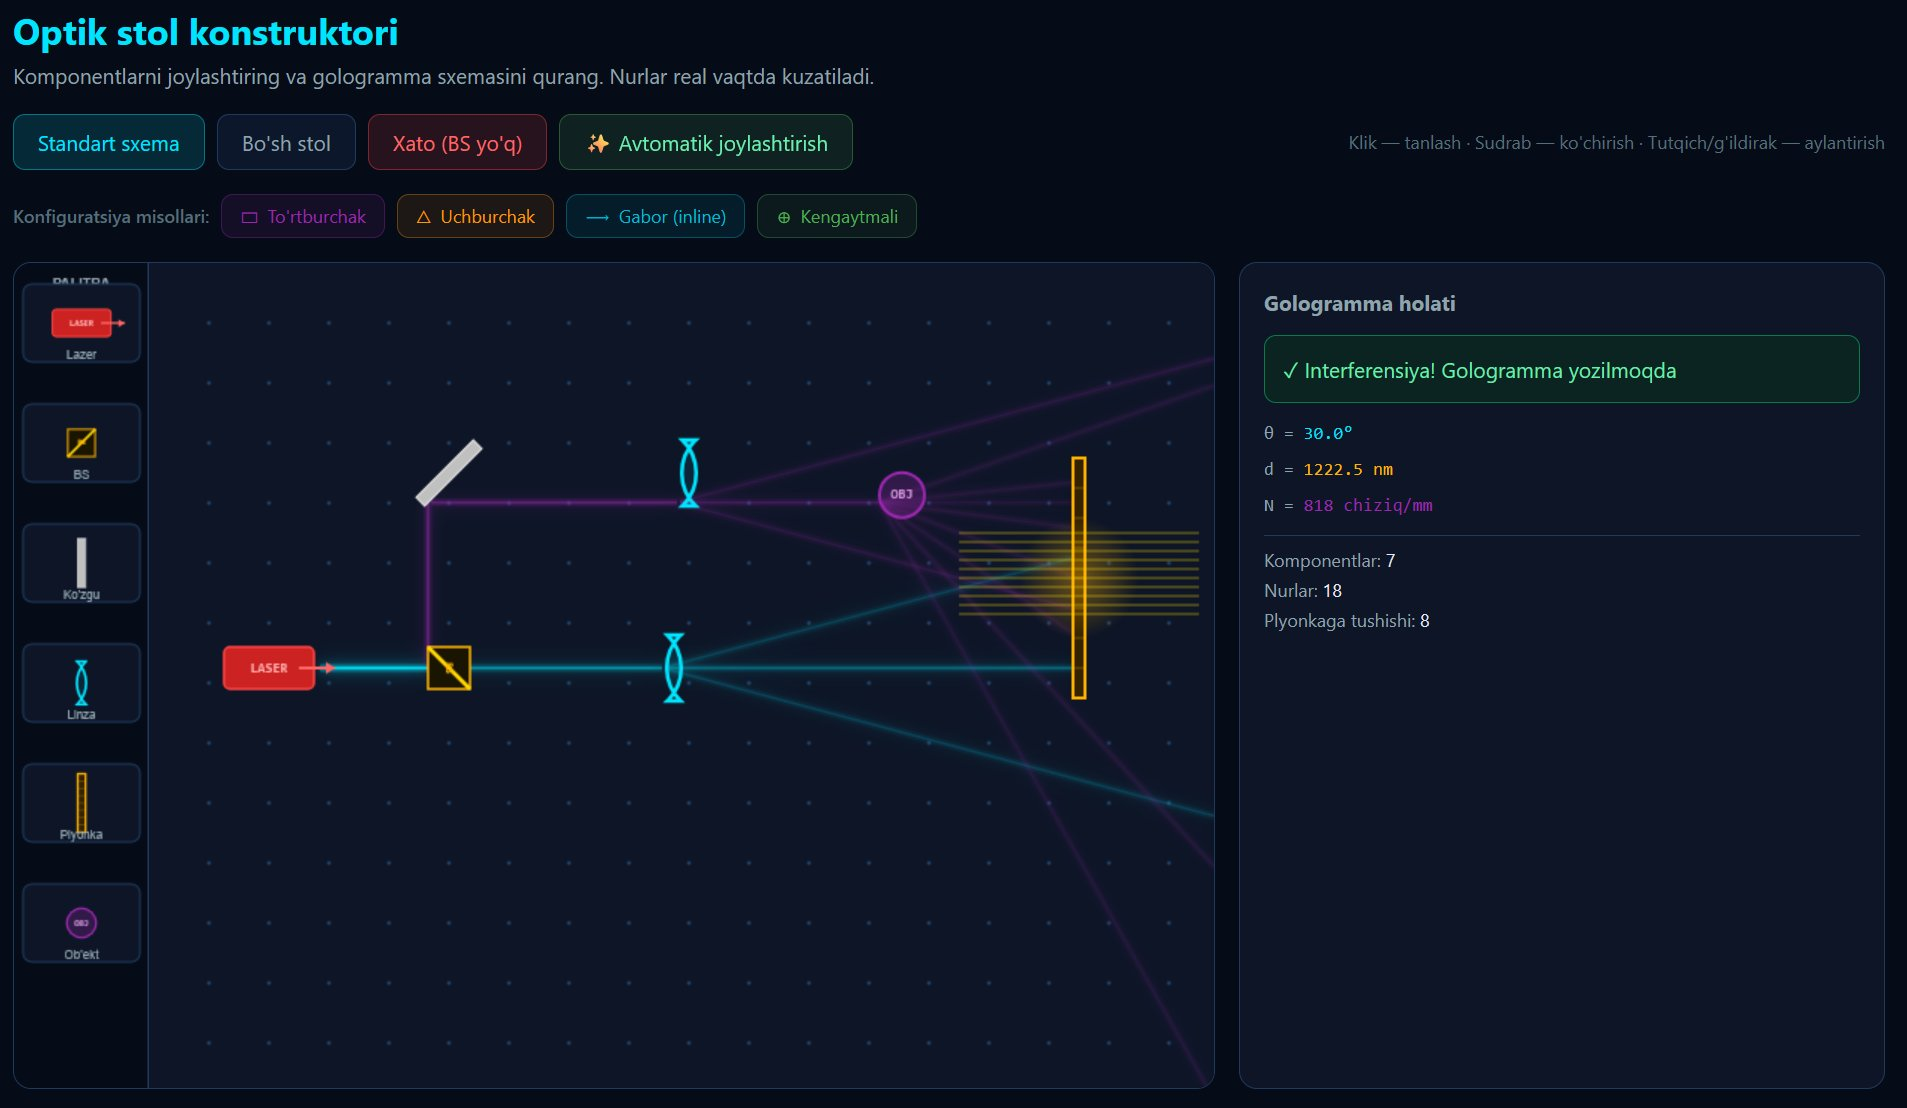 Optik stol konstruktori
Komponentlarni joylashtiring va gologramma sxemasini qurang. Nurlar real vaqtda kuzatiladi.
Standart sxema
Bo'sh stol
Xato (BS yo'q)
✨ Avtomatik joylashtirish
Klik — tanlash · Sudrab — ko'chirish · Tutqich/g'ildirak — aylantirish
Konfiguratsiya misollari:
To'rtburchak
Uchburchak
Gabor (inline)
Kengaytmali
PALITRA
LASER
Lazer
BS
Ko'zgu
Linza
Plyonka
OBJ
Ob'ekt
OBJ
LASER
Gologramma holati
✓ Interferensiya! Gologramma yozilmoqda
θ = 30.0°
d = 1222.5 nm
N = 818 chiziq/mm
Komponentlar: 7
Nurlar: 18
Plyonkaga tushishi: 8